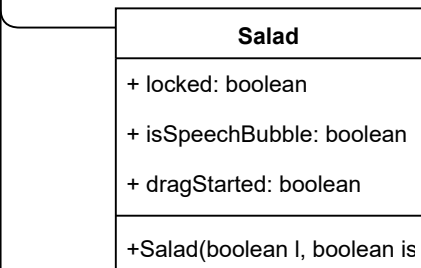 Salad
+ locked: boolean
+ isSpeechBubble: boolean
+ dragStarted: boolean
+Salad(boolean l, boolean is